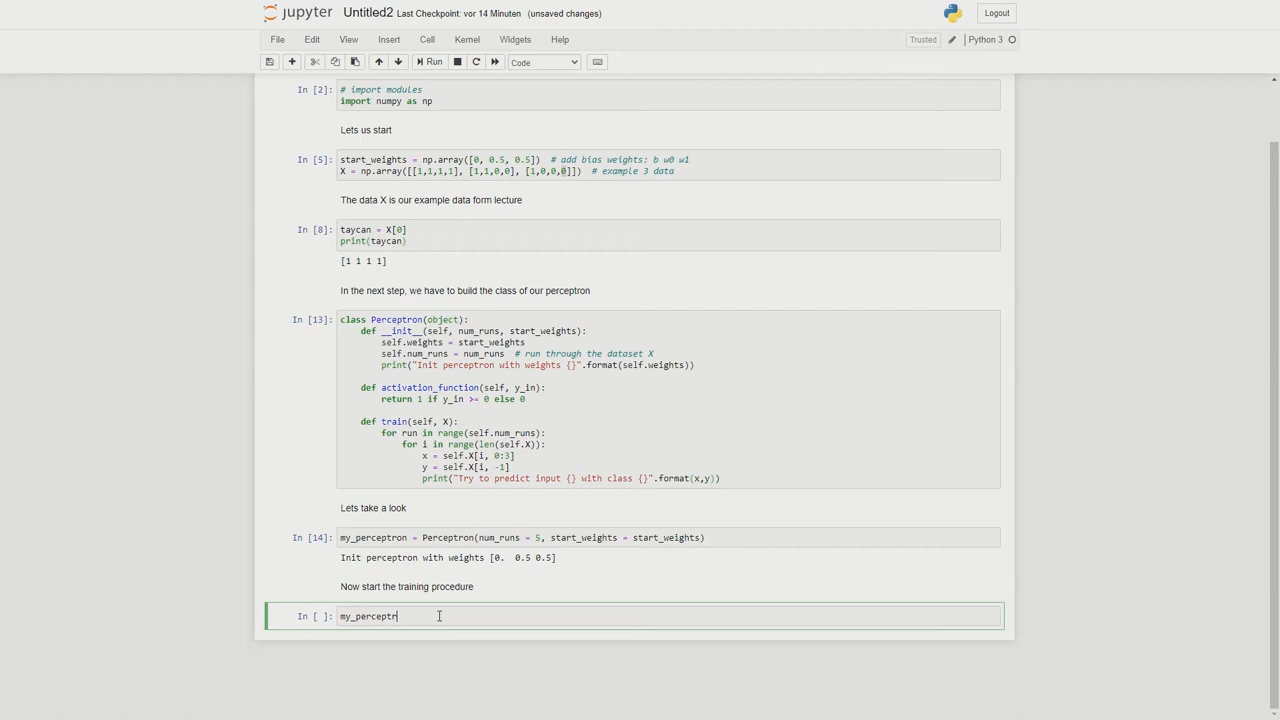 jupyter Untitled2 Last Checkpoint: vor 14 Minuten (unsaved changes) Logout
File Edit View Insert Cell Kernel Widgets Help Trusted Python 3
Run Code
In [2]: # import modules
import numpy as np
Lets us start
In [5]: start_weights = np.array([0, 0.5, 0.5])  # add bias weights: b w0 w1
X = np.array([[1,1,1,1], [1,1,0,0], [1,0,0,0]])  # example 3 data
The data X is our example data form lecture
In [8]: taycan = X[0]
print(taycan)
[1 1 1 1]
In the next step, we have to build the class of our perceptron
In [13]: class Perceptron(object):
def __init__(self, num_runs, start_weights):
self.weights = start_weights
self.num_runs = num_runs  # run through the dataset X
print("Init perceptron with weights {}".format(self.weights))
def activation_function(self, y_in):
return 1 if y_in >= 0 else 0
def train(self, X):
for run in range(self.num_runs):
for i in range(len(self.X)):
x = self.X[i, 0:3]
y = self.X[i, -1]
print("Try to predict input {} with class {}".format(x,y))
Lets take a look
In [14]: my_perceptron = Perceptron(num_runs = 5, start_weights = start_weights)
Init perceptron with weights [0.  0.5 0.5]
Now start the training procedure
In [ ]: my_perceptr